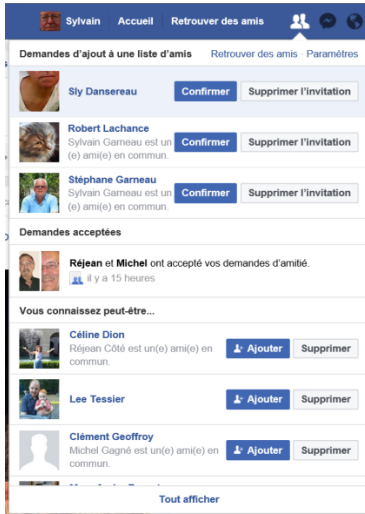 Sylvain Accueil Retrouver des amis
Demandes d'ajout à une liste d'amis Retrouver des amis · Paramètres
Sly Dansereau Confirmer Supprimer l'invitation
Robert Lachance
Sylvain Garneau est un
(e) ami(e) en commun.
Confirmer Supprimer l'invitation
Stéphane Garneau
Sylvain Garneau est un
(e) ami(e) en commun.
Confirmer Supprimer l'invitation
Demandes acceptées
Réjean et Michel ont accepté vos demandes d'amitié.
il y a 15 heures
Vous connaissez peut-être...
Céline Dion
Réjean Côté est un(e) ami(e) en
commun.
Ajouter Supprimer
Lee Tessier Ajouter Supprimer
Clément Geoffroy
Michel Gagné est un(e) ami(e) en
commun.
Ajouter Supprimer
Tout afficher